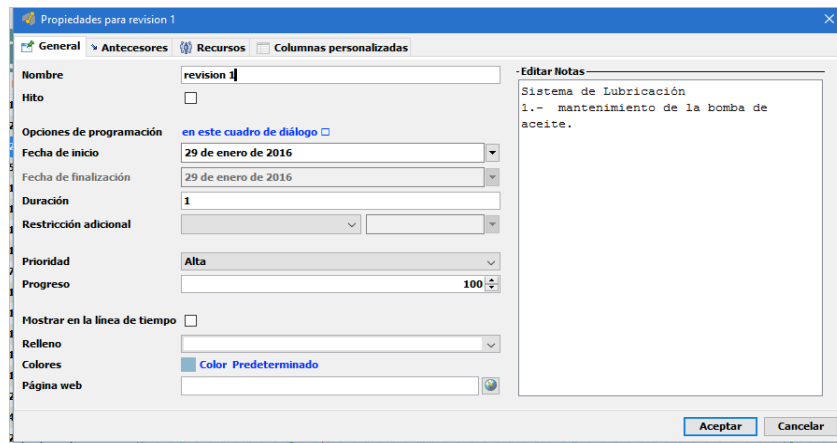 Propiedades para revision 1
General Antecesores Recursos Columnas personalizadas
Nombre revision 1
Hito
Opciones de programación en este cuadro de diálogo
Fecha de inicio 29 de enero de 2016
Fecha de finalización 29 de enero de 2016
Duración 1
Restricción adicional
Prioridad Alta
Progreso 100
Mostrar en la línea de tiempo
Relleno
Colores Color Predeterminado
Página web
Editar Notas
Sistema de Lubricación
1.- mantenimiento de la bomba de
aceite.
Aceptar Cancelar